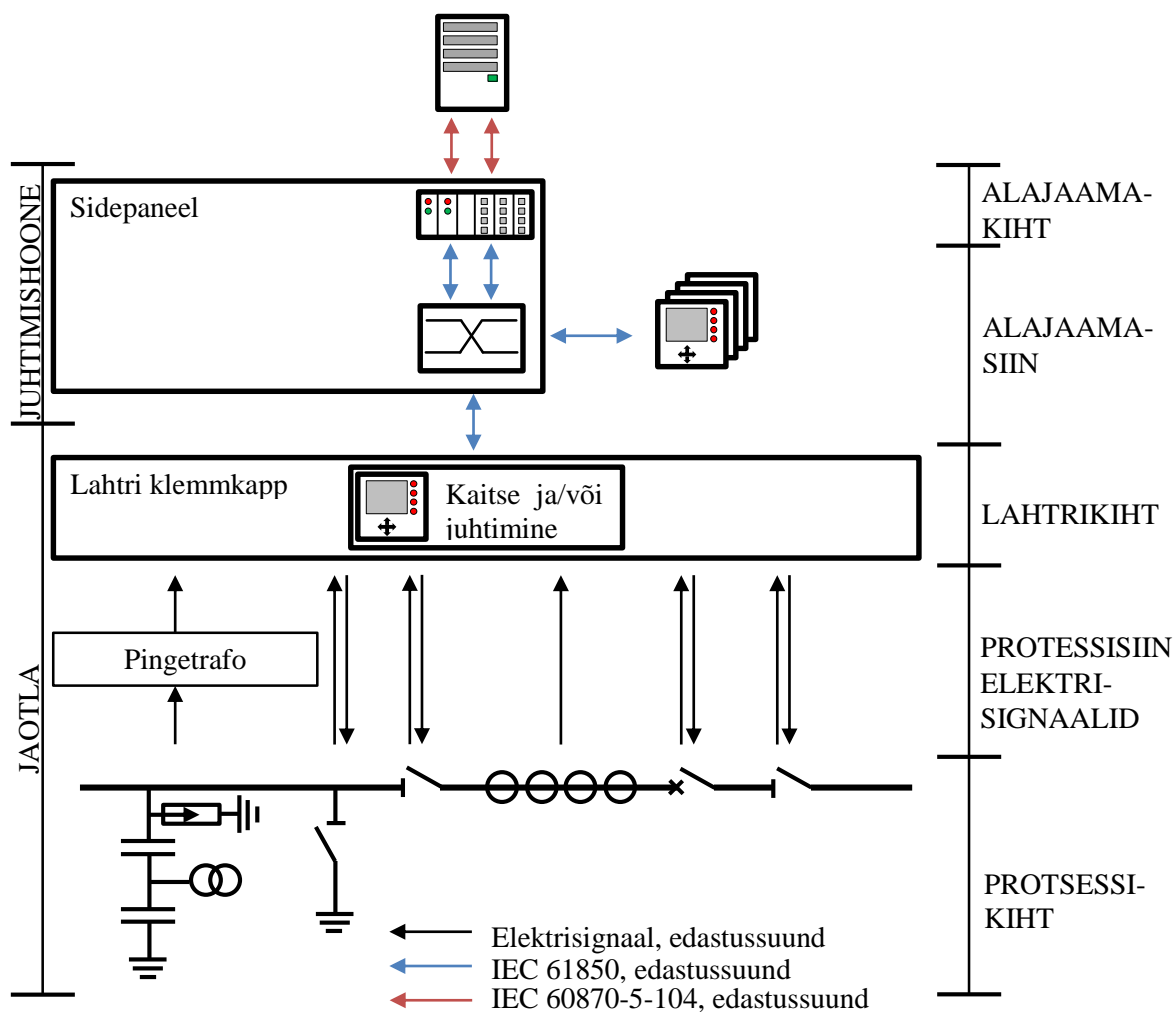 JUHTIMISHOONE
Sidepaneel
ALAJAAMA-
KIHT
ALAJAAMA-
SIIN
JAOTLA
Lahtri klemmkapp
Kaitse ja/või
juhtimine
LAHTRIKIHT
Pingetrafo
PROTESSISIIN
ELEKTRI-
SIGNAALID
PROTSESSI-
KIHT
Elektrisignaal, edastussuund
IEC 61850, edastussuund
IEC 60870-5-104, edastussuund